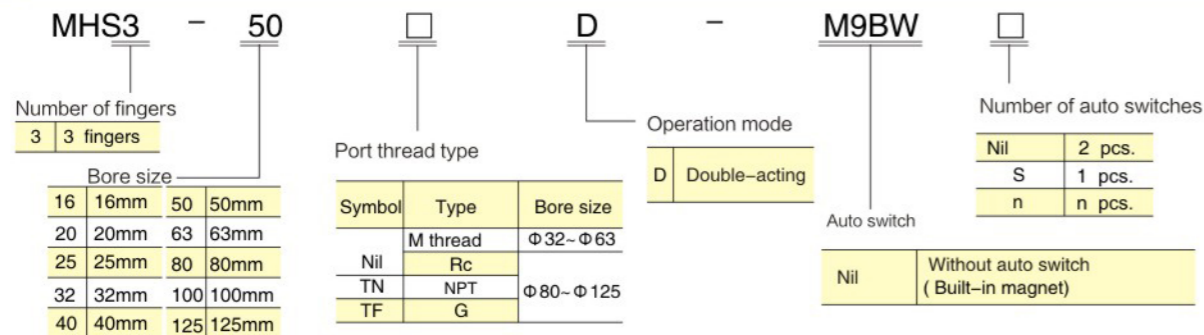 MHS3 - 50 □ D - M9BW □
Number of fingers
3 3 fingers
Bore size
16 16mm 50 50mm
20 20mm 63 63mm
25 25mm 80 80mm
32 32mm 100 100mm
40 40mm 125 125mm
Port thread type
Symbol Type Bore size
Nil M thread Φ32~Φ63
Rc Φ80~Φ125
TN NPT
TF G
Operation mode
D Double-acting
Auto switch
Nil Without auto switch
( Built-in magnet)
Number of auto switches
Nil 2 pcs.
S 1 pcs.
n n pcs.